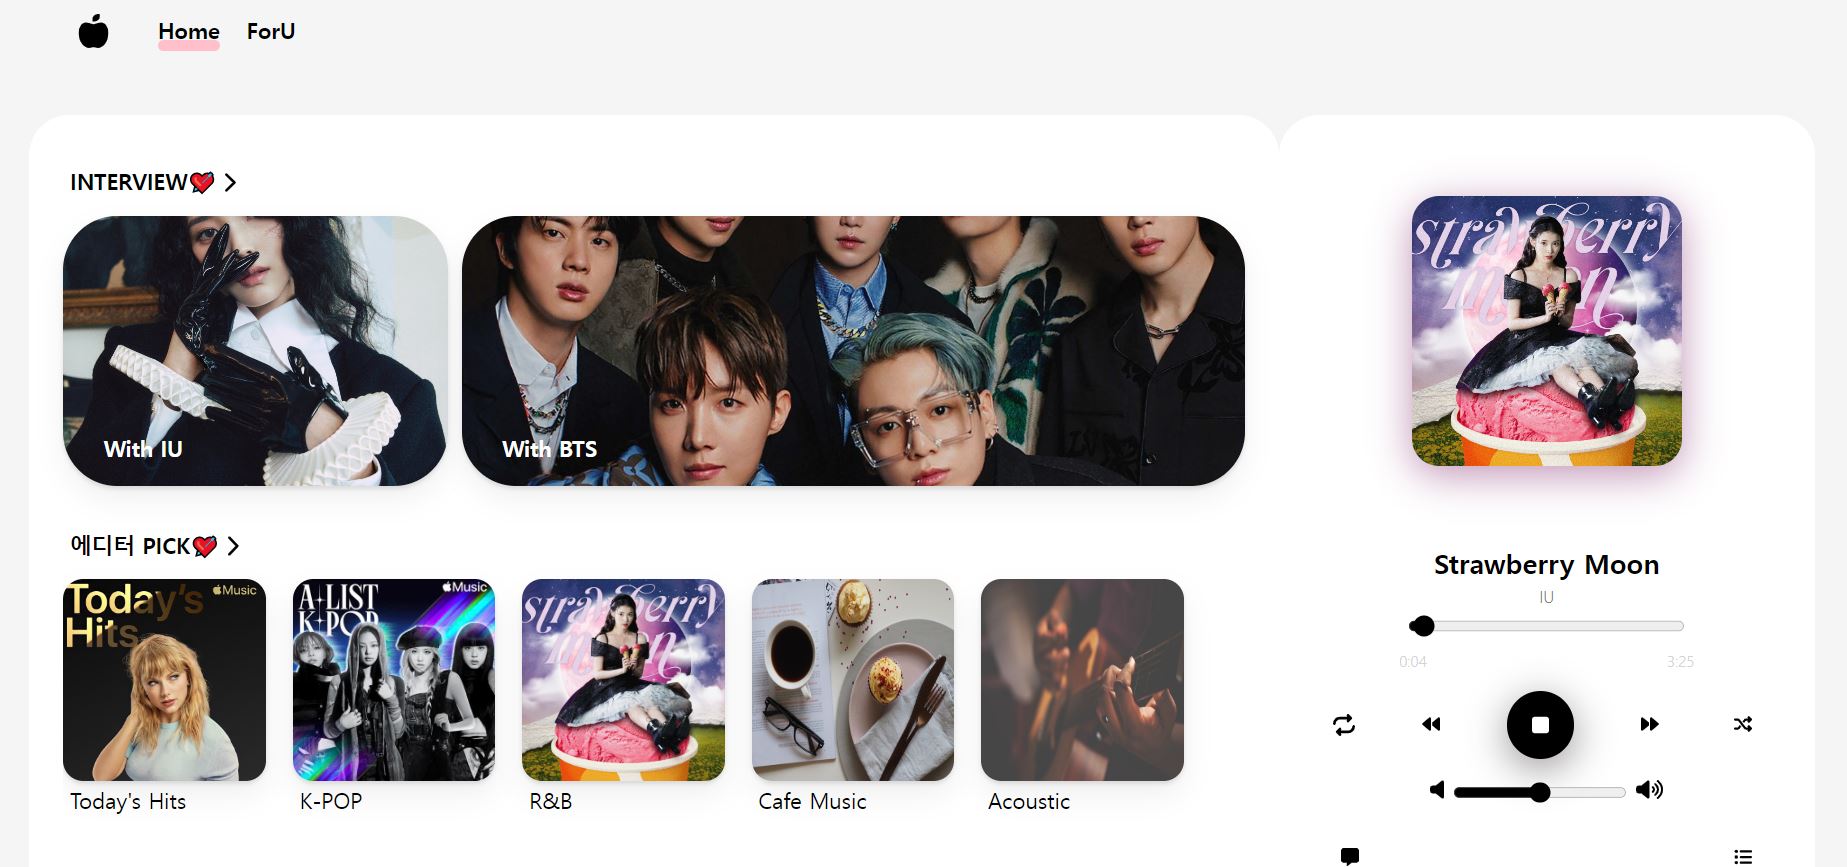 Home ForU
INTERVIEW💘
With IU
With BTS
에디터 PICK💘
Today's
Hits
Music
A-LIST
K-POP
Music
strawberry
moon
Today's Hits
K-POP
R&B
Cafe Music
Acoustic
strawberry
moon
Strawberry Moon
IU
0:04 3:25